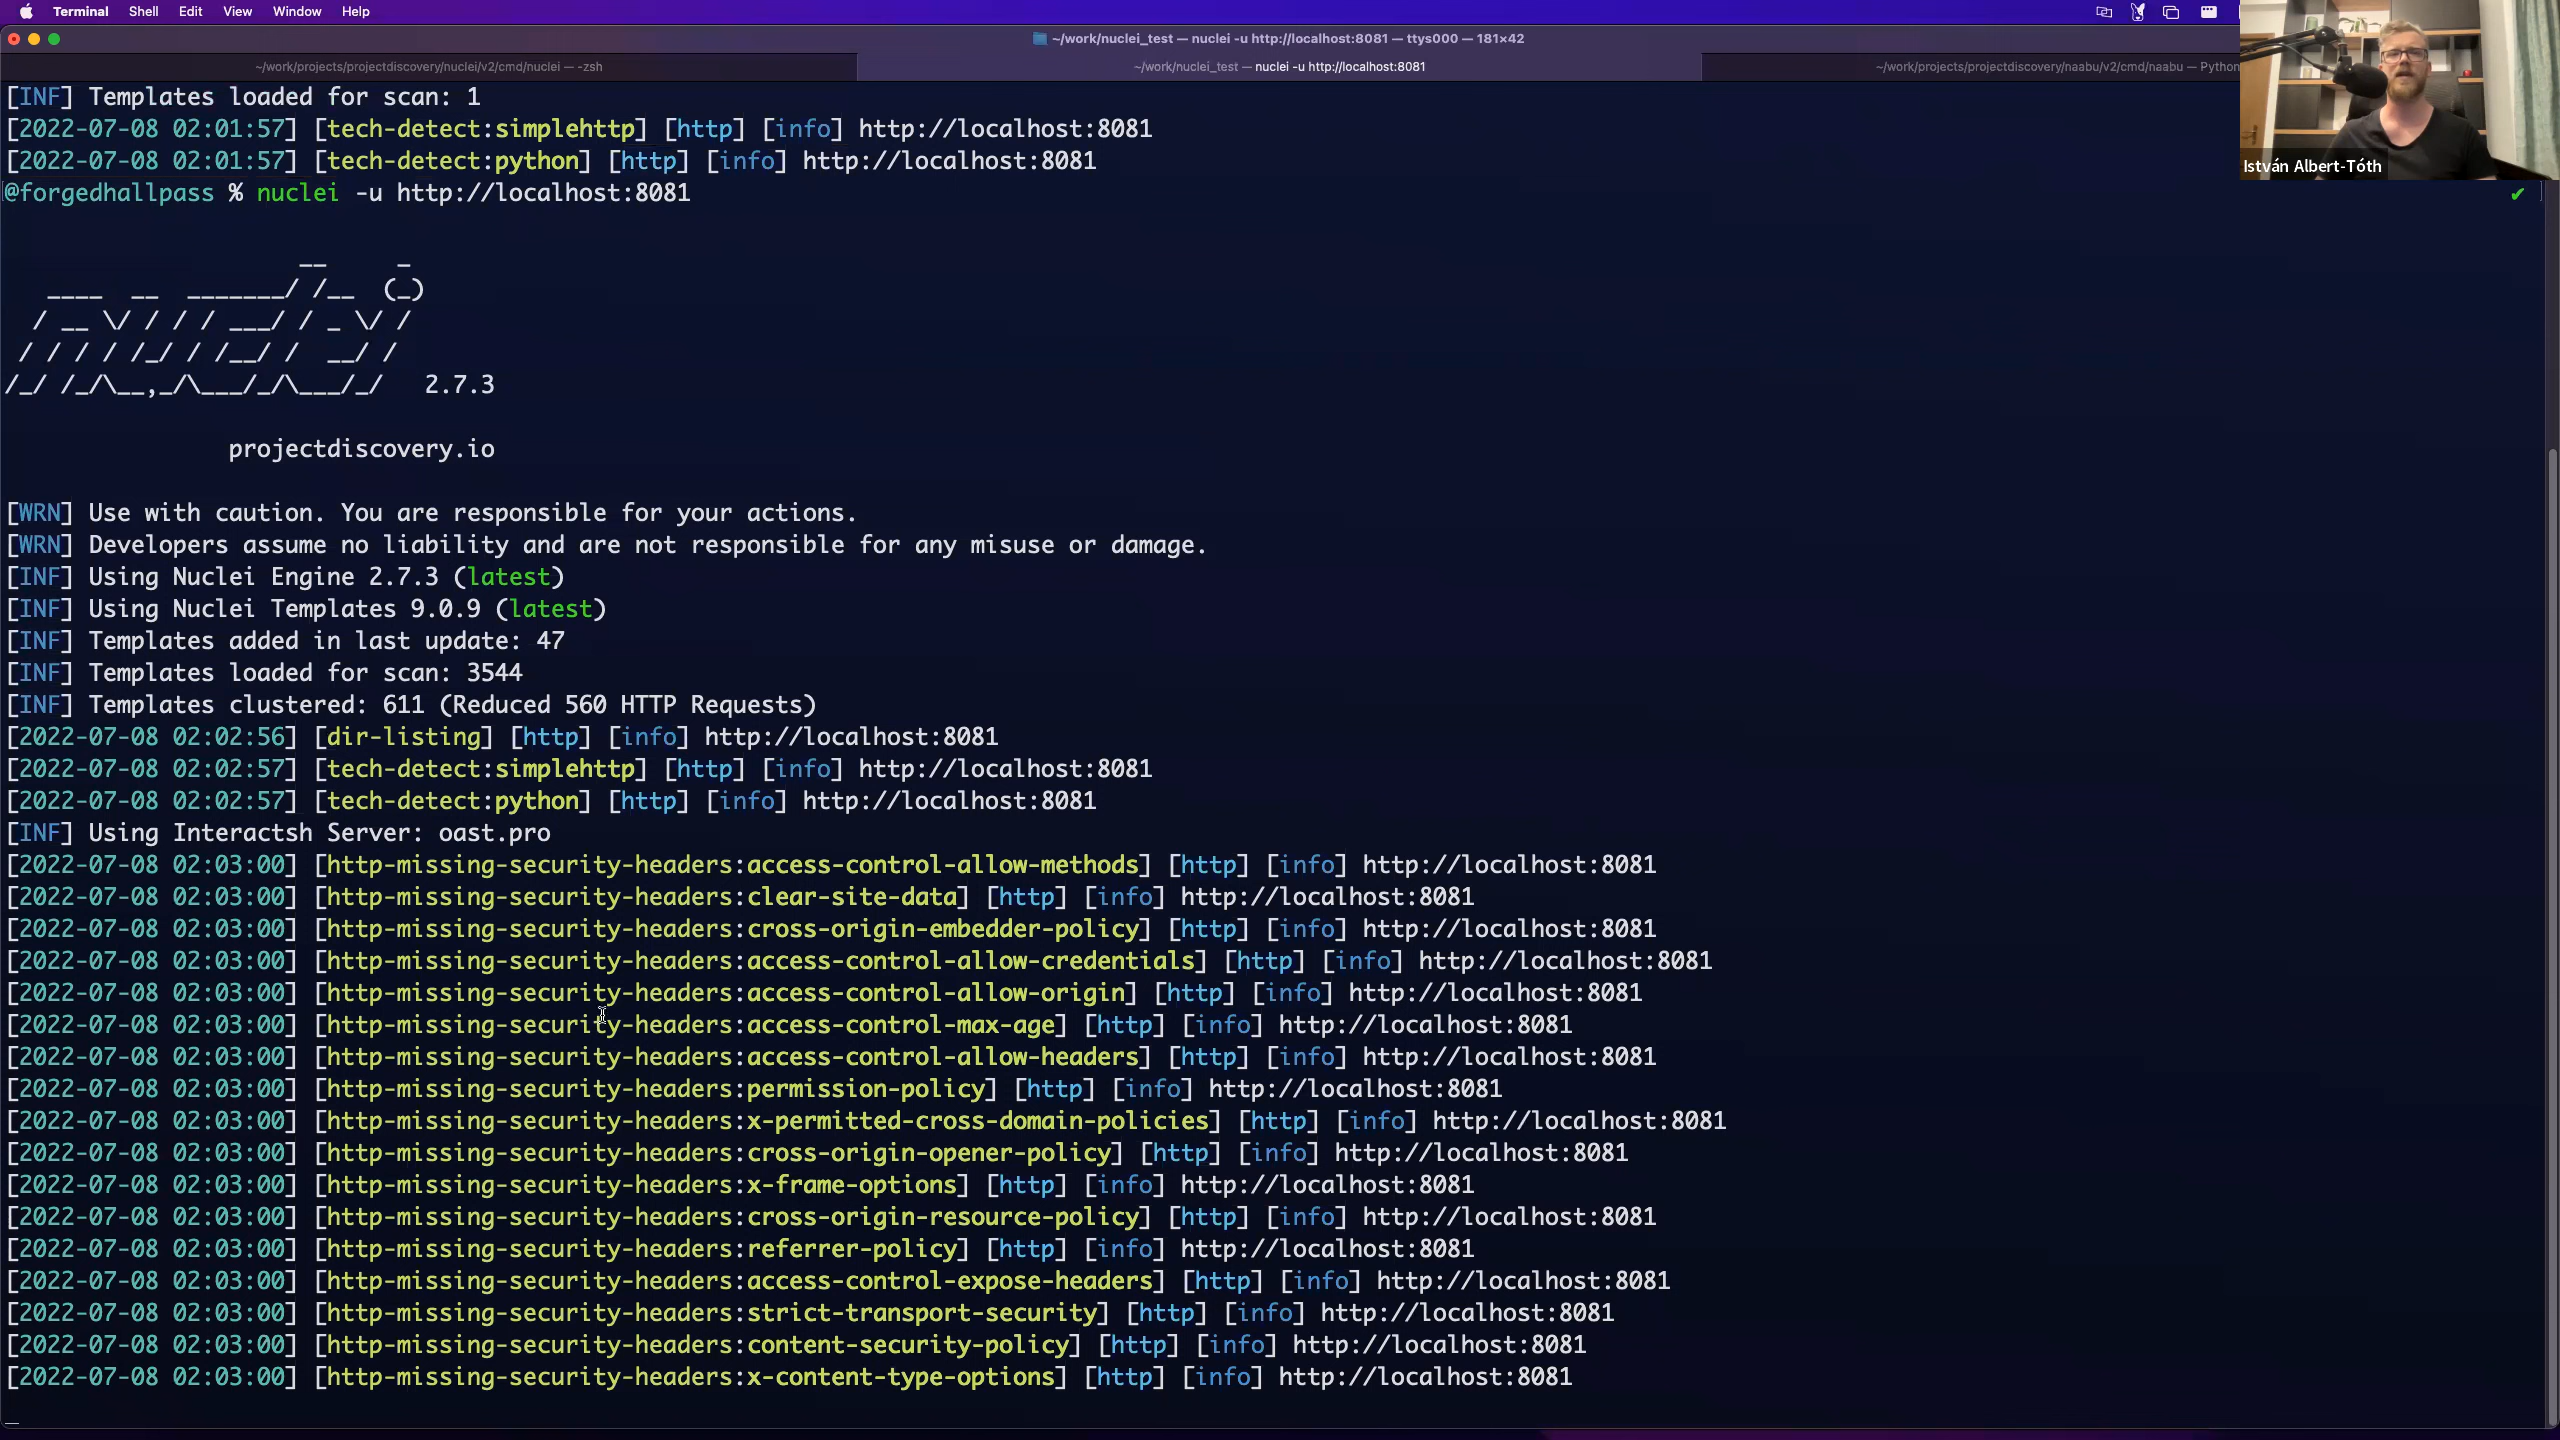 Terminal Shell Edit View Window Help
~/work/nuclei_test — nuclei -u http://localhost:8081 — ttys000 — 181×42
~/work/projects/projectdiscovery/nuclei/v2/cmd/nuclei — -zsh
~/work/nuclei_test — nuclei -u http://localhost:8081
~/work/projects/projectdiscovery/naabu/v2/cmd/naabu — Python
István Albert-Tóth
[INF] Templates loaded for scan: 1
[2022-07-08 02:01:57] [tech-detect:simplehttp] [http] [info] http://localhost:8081
[2022-07-08 02:01:57] [tech-detect:python] [http] [info] http://localhost:8081
@forgedhallpass % nuclei -u http://localhost:8081 ✔
                     __     _
   ____  __  _______/ /__  (_)
  / __ \/ / / / ___/ / _ \/ /
 / / / / /_/ / /__/ /  __/ /
/_/ /_/\__,_/\___/_/\___/_/   2.7.3
projectdiscovery.io
[WRN] Use with caution. You are responsible for your actions.
[WRN] Developers assume no liability and are not responsible for any misuse or damage.
[INF] Using Nuclei Engine 2.7.3 (latest)
[INF] Using Nuclei Templates 9.0.9 (latest)
[INF] Templates added in last update: 47
[INF] Templates loaded for scan: 3544
[INF] Templates clustered: 611 (Reduced 560 HTTP Requests)
[2022-07-08 02:02:56] [dir-listing] [http] [info] http://localhost:8081
[2022-07-08 02:02:57] [tech-detect:simplehttp] [http] [info] http://localhost:8081
[2022-07-08 02:02:57] [tech-detect:python] [http] [info] http://localhost:8081
[INF] Using Interactsh Server: oast.pro
[2022-07-08 02:03:00] [http-missing-security-headers:access-control-allow-methods] [http] [info] http://localhost:8081
[2022-07-08 02:03:00] [http-missing-security-headers:clear-site-data] [http] [info] http://localhost:8081
[2022-07-08 02:03:00] [http-missing-security-headers:cross-origin-embedder-policy] [http] [info] http://localhost:8081
[2022-07-08 02:03:00] [http-missing-security-headers:access-control-allow-credentials] [http] [info] http://localhost:8081
[2022-07-08 02:03:00] [http-missing-security-headers:access-control-allow-origin] [http] [info] http://localhost:8081
[2022-07-08 02:03:00] [http-missing-security-headers:access-control-max-age] [http] [info] http://localhost:8081
[2022-07-08 02:03:00] [http-missing-security-headers:access-control-allow-headers] [http] [info] http://localhost:8081
[2022-07-08 02:03:00] [http-missing-security-headers:permission-policy] [http] [info] http://localhost:8081
[2022-07-08 02:03:00] [http-missing-security-headers:x-permitted-cross-domain-policies] [http] [info] http://localhost:8081
[2022-07-08 02:03:00] [http-missing-security-headers:cross-origin-opener-policy] [http] [info] http://localhost:8081
[2022-07-08 02:03:00] [http-missing-security-headers:x-frame-options] [http] [info] http://localhost:8081
[2022-07-08 02:03:00] [http-missing-security-headers:cross-origin-resource-policy] [http] [info] http://localhost:8081
[2022-07-08 02:03:00] [http-missing-security-headers:referrer-policy] [http] [info] http://localhost:8081
[2022-07-08 02:03:00] [http-missing-security-headers:access-control-expose-headers] [http] [info] http://localhost:8081
[2022-07-08 02:03:00] [http-missing-security-headers:strict-transport-security] [http] [info] http://localhost:8081
[2022-07-08 02:03:00] [http-missing-security-headers:content-security-policy] [http] [info] http://localhost:8081
[2022-07-08 02:03:00] [http-missing-security-headers:x-content-type-options] [http] [info] http://localhost:8081